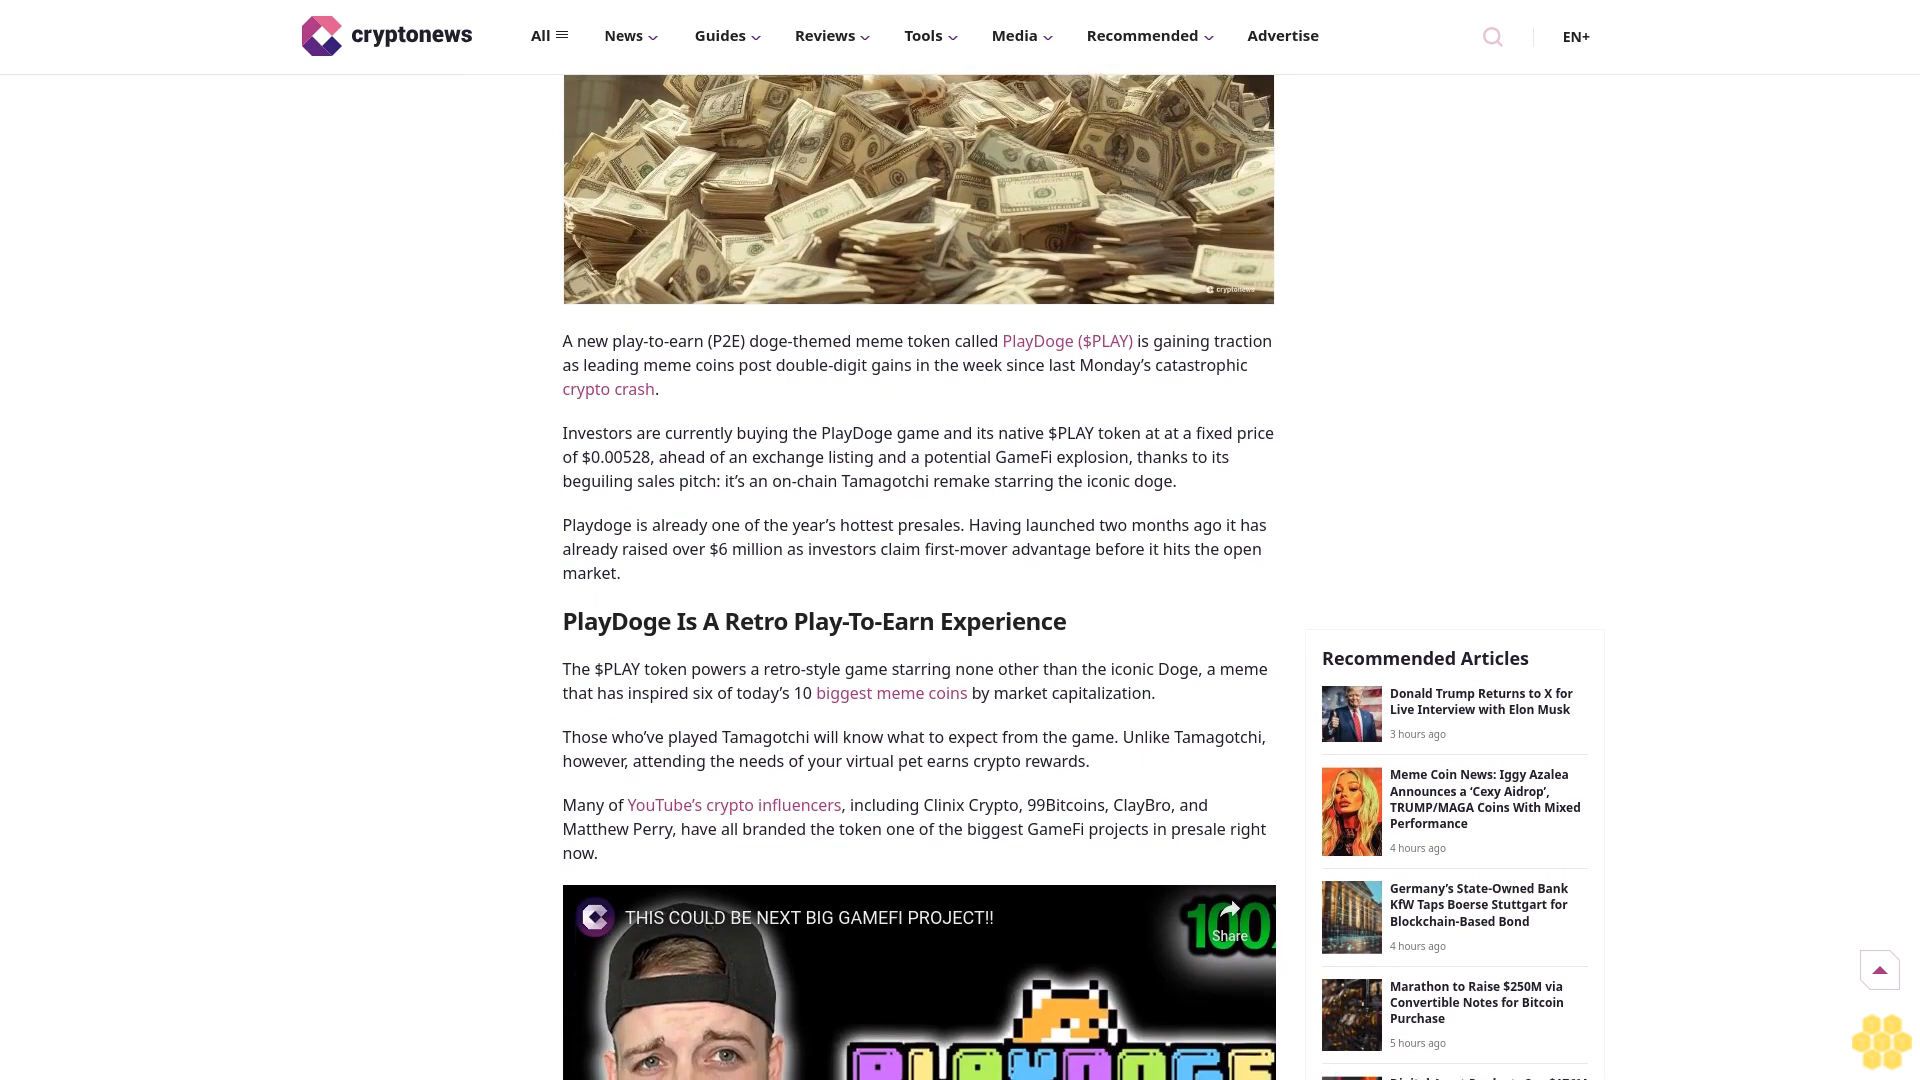 cryptonews
All
News
Guides
Reviews
Tools
Media
Recommended
Advertise
EN+
cryptonews
A new play-to-earn (P2E) doge-themed meme token called PlayDoge ($PLAY) is gaining traction
as leading meme coins post double-digit gains in the week since last Monday’s catastrophic
crypto crash.
Investors are currently buying the PlayDoge game and its native $PLAY token at at a fixed price
of $0.00528, ahead of an exchange listing and a potential GameFi explosion, thanks to its
beguiling sales pitch: it’s an on-chain Tamagotchi remake starring the iconic doge.
Playdoge is already one of the year’s hottest presales. Having launched two months ago it has
already raised over $6 million as investors claim first-mover advantage before it hits the open
market.
PlayDoge Is A Retro Play-To-Earn Experience
The $PLAY token powers a retro-style game starring none other than the iconic Doge, a meme
that has inspired six of today’s 10 biggest meme coins by market capitalization.
Those who’ve played Tamagotchi will know what to expect from the game. Unlike Tamagotchi,
however, attending the needs of your virtual pet earns crypto rewards.
Many of YouTube’s crypto influencers, including Clinix Crypto, 99Bitcoins, ClayBro, and
Matthew Perry, have all branded the token one of the biggest GameFi projects in presale right
now.
THIS COULD BE NEXT BIG GAMEFI PROJECT!!
100X
Share
PLAYDOGE
Recommended Articles
Donald Trump Returns to X for
Live Interview with Elon Musk
3 hours ago
Meme Coin News: Iggy Azalea
Announces a ‘Cexy Aidrop’,
TRUMP/MAGA Coins With Mixed
Performance
4 hours ago
Germany’s State-Owned Bank
KfW Taps Boerse Stuttgart for
Blockchain-Based Bond
4 hours ago
Marathon to Raise $250M via
Convertible Notes for Bitcoin
Purchase
5 hours ago